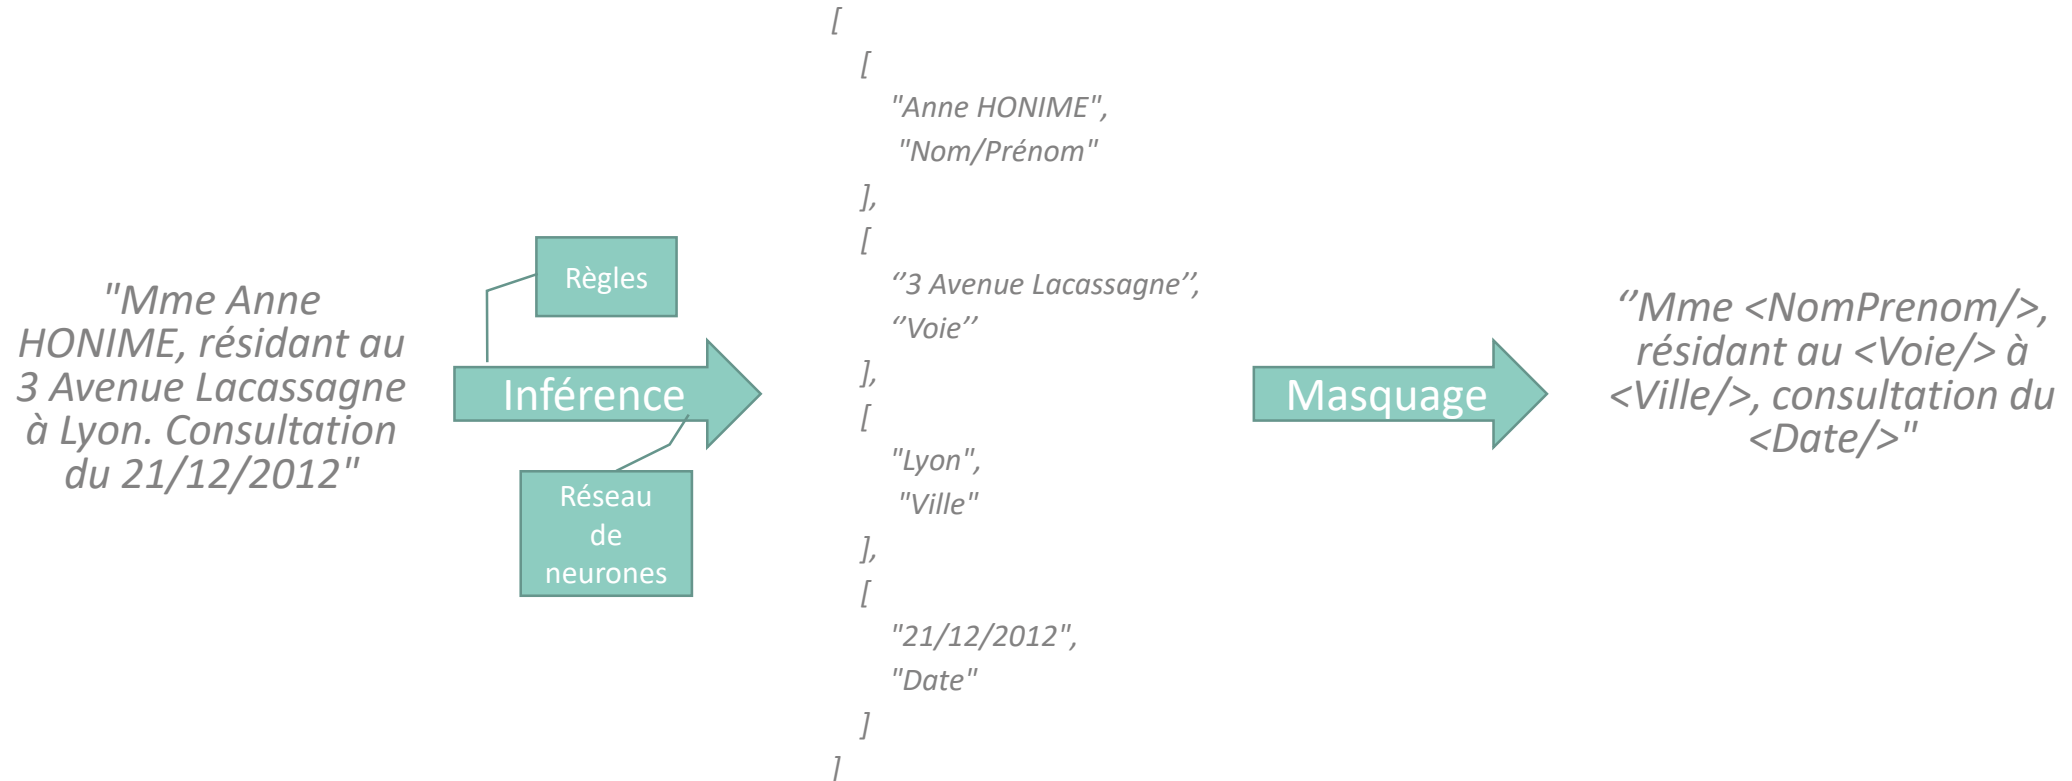 "Mme Anne
HONIME, résidant au
3 Avenue Lacassagne
à Lyon. Consultation
du 21/12/2012"
Règles
Inférence
Réseau
de
neurones
[
[
"Anne HONIME",
"Nom/Prénom"
],
[
‘’3 Avenue Lacassagne’’,
‘’Voie’’
],
[
"Lyon",
"Ville"
],
[
"21/12/2012",
"Date"
]
]
Masquage
‘’Mme <NomPrenom/>,
résidant au <Voie/> à
<Ville/>, consultation du
<Date/>"